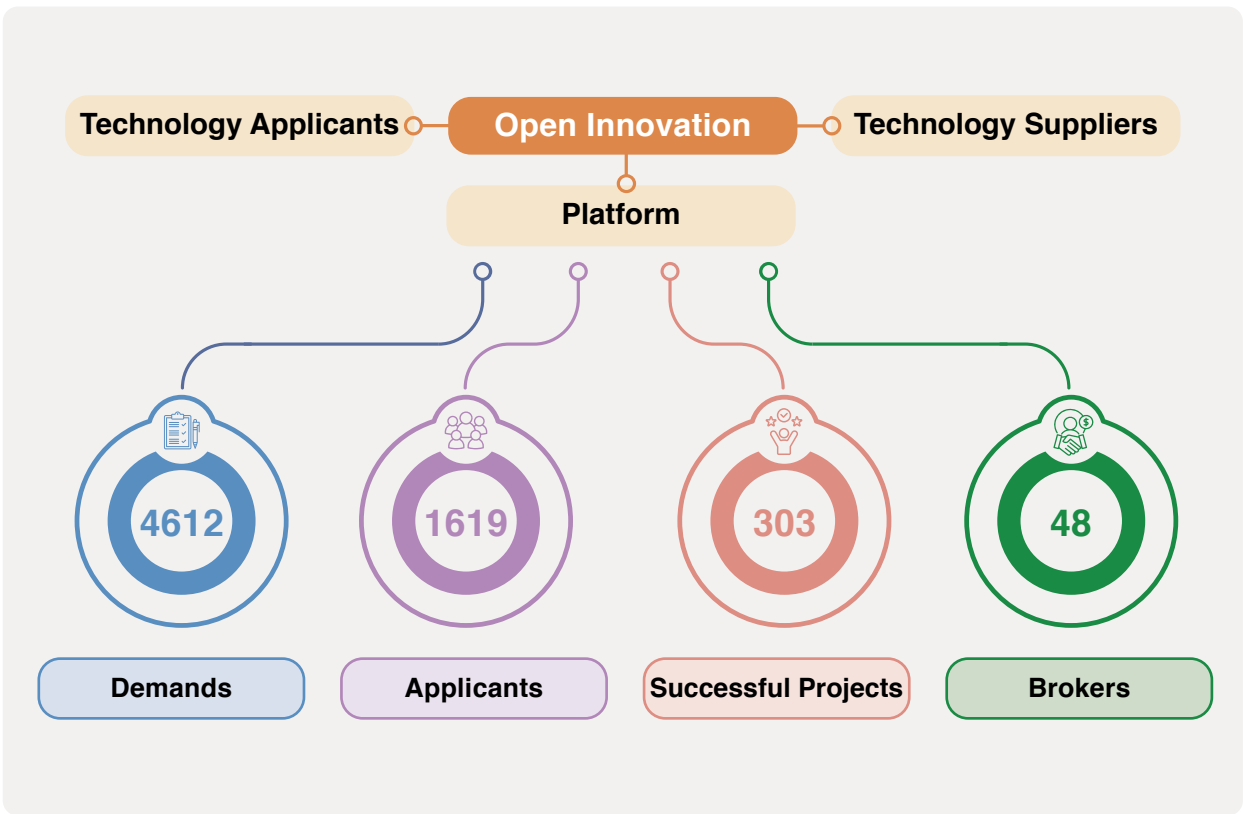 Technology Applicants
Open Innovation
Technology Suppliers
Platform
4612
1619
303
$
48
Demands
Applicants
Successful Projects
Brokers